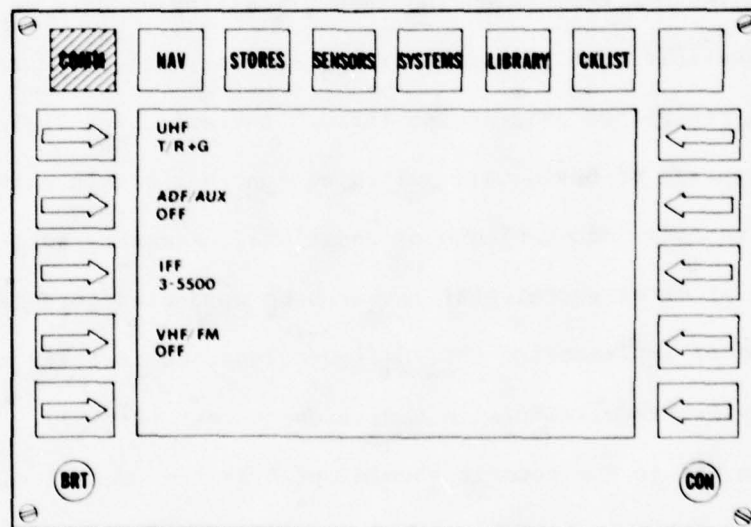 COMM
NAV
STORES
SENSORS
SYSTEMS
LIBRARY
CKLIST
UHF
T/R+G
ADF/AUX
OFF
IFF
3-5500
VHF/FM
OFF
BRT
CON